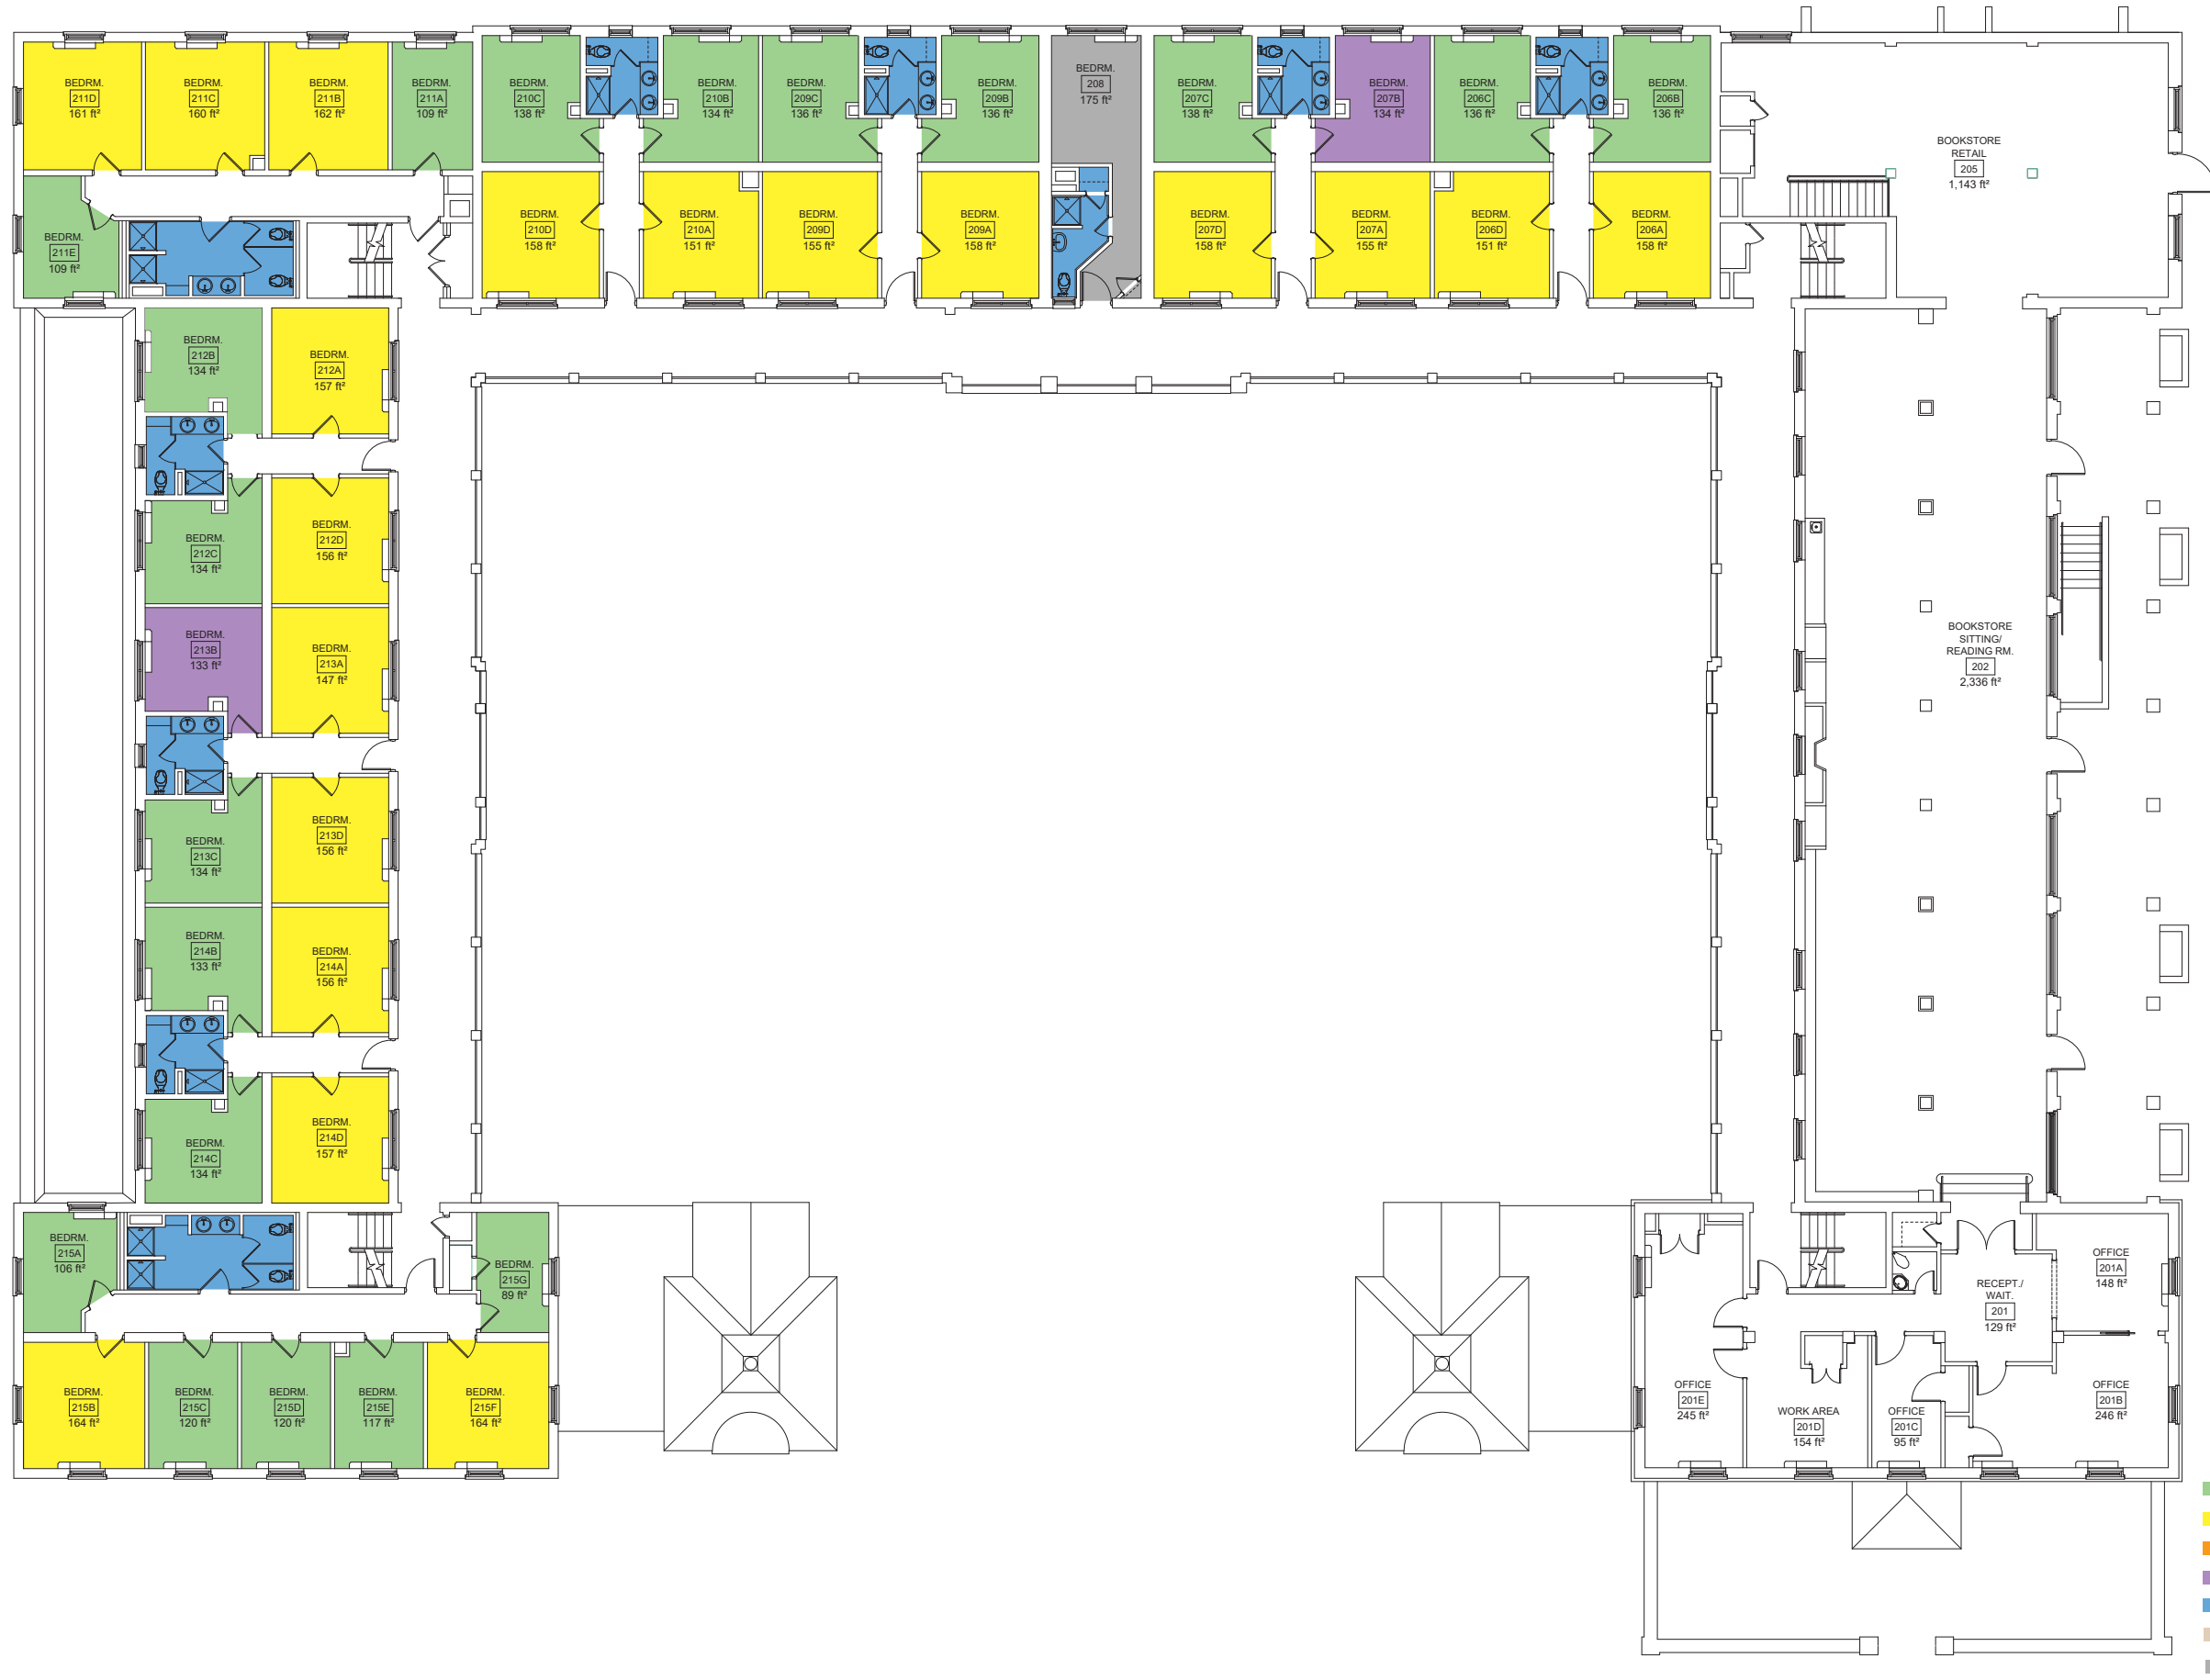 BEDRM.
211D
161 ft²
BEDRM.
211C
160 ft²
BEDRM.
211B
162 ft²
BEDRM.
211A
109 ft²
BEDRM.
210C
138 ft²
BEDRM.
210B
134 ft²
BEDRM.
209C
136 ft²
BEDRM.
209B
136 ft²
BEDRM.
208
175 ft²
BEDRM.
207C
138 ft²
BEDRM.
207B
134 ft²
BEDRM.
206C
136 ft²
BEDRM.
206B
136 ft²
BOOKSTORE
RETAIL
205
1,143 ft²
BEDRM.
211E
109 ft²
BEDRM.
210D
158 ft²
BEDRM.
210A
151 ft²
BEDRM.
209D
155 ft²
BEDRM.
209A
158 ft²
BEDRM.
207D
158 ft²
BEDRM.
207A
155 ft²
BEDRM.
206D
151 ft²
BEDRM.
206A
158 ft²
BEDRM.
212B
134 ft²
BEDRM.
212A
157 ft²
BEDRM.
212C
134 ft²
BEDRM.
212D
156 ft²
BEDRM.
213B
133 ft²
BEDRM.
213A
147 ft²
BOOKSTORE
SITTING/
READING RM.
202
2,336 ft²
BEDRM.
213C
134 ft²
BEDRM.
213D
156 ft²
BEDRM.
214B
133 ft²
BEDRM.
214A
156 ft²
BEDRM.
214C
134 ft²
BEDRM.
214D
157 ft²
BEDRM.
215A
106 ft²
BEDRM.
215G
89 ft²
OFFICE
201A
148 ft²
RECEPT./
WAIT.
201
129 ft²
BEDRM.
215B
164 ft²
BEDRM.
215C
120 ft²
BEDRM.
215D
120 ft²
BEDRM.
215E
117 ft²
BEDRM.
215F
164 ft²
OFFICE
201E
245 ft²
WORK AREA
201D
154 ft²
OFFICE
201C
95 ft²
OFFICE
201B
246 ft²